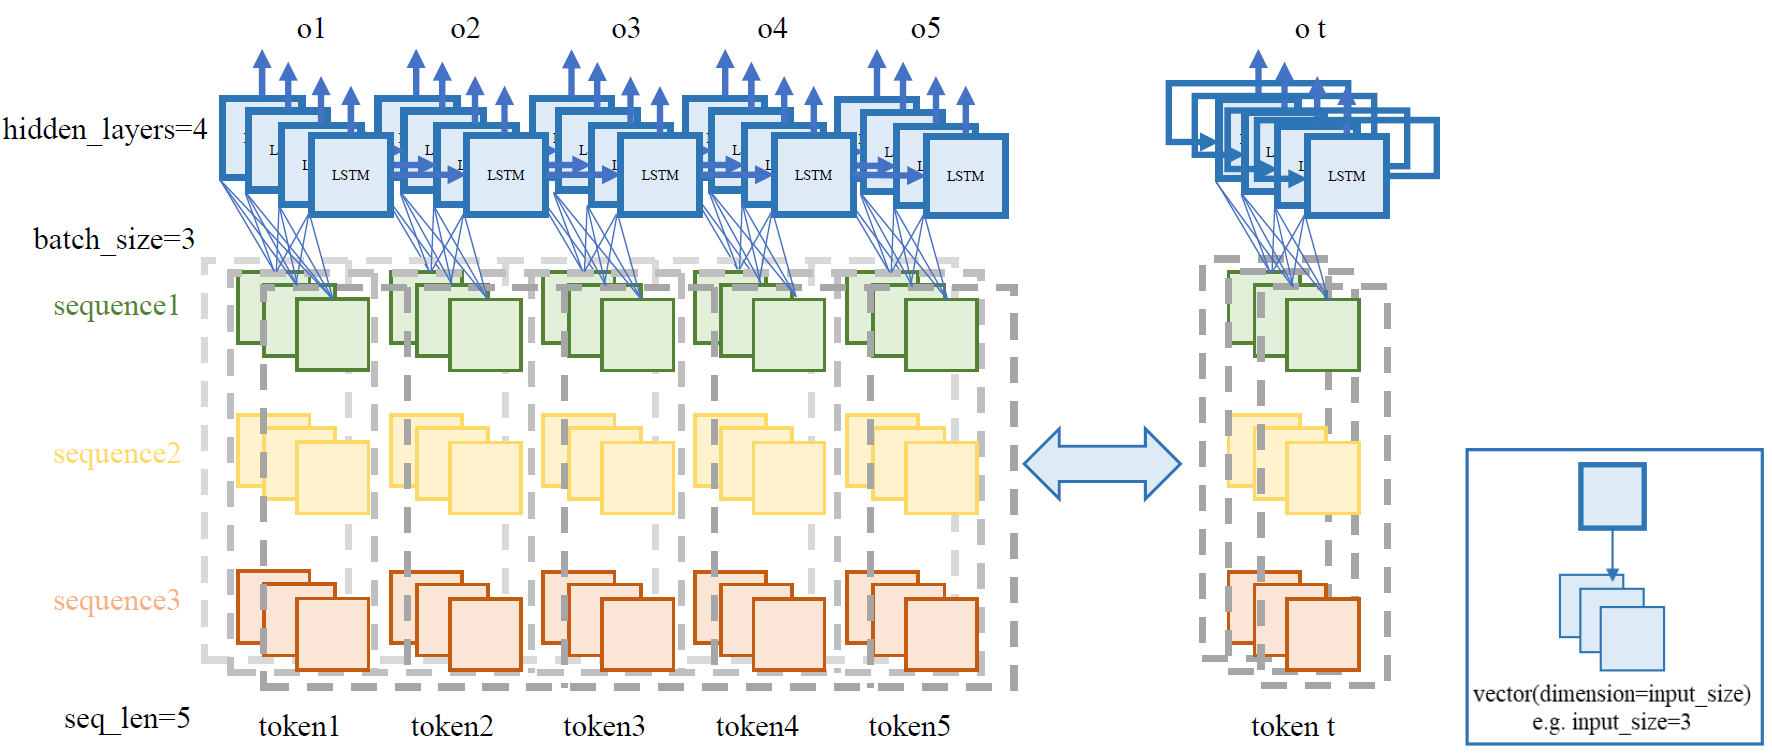 o1 o2 o3 o4 o5 o t
hidden_layers=4
L L LSTM L L LSTM L L LSTM L L LSTM L L LSTM L L LSTM
batch_size=3
sequence1
sequence2
sequence3
vector(dimension=input_size)
e.g. input_size=3
seq_len=5 token1 token2 token3 token4 token5 token t